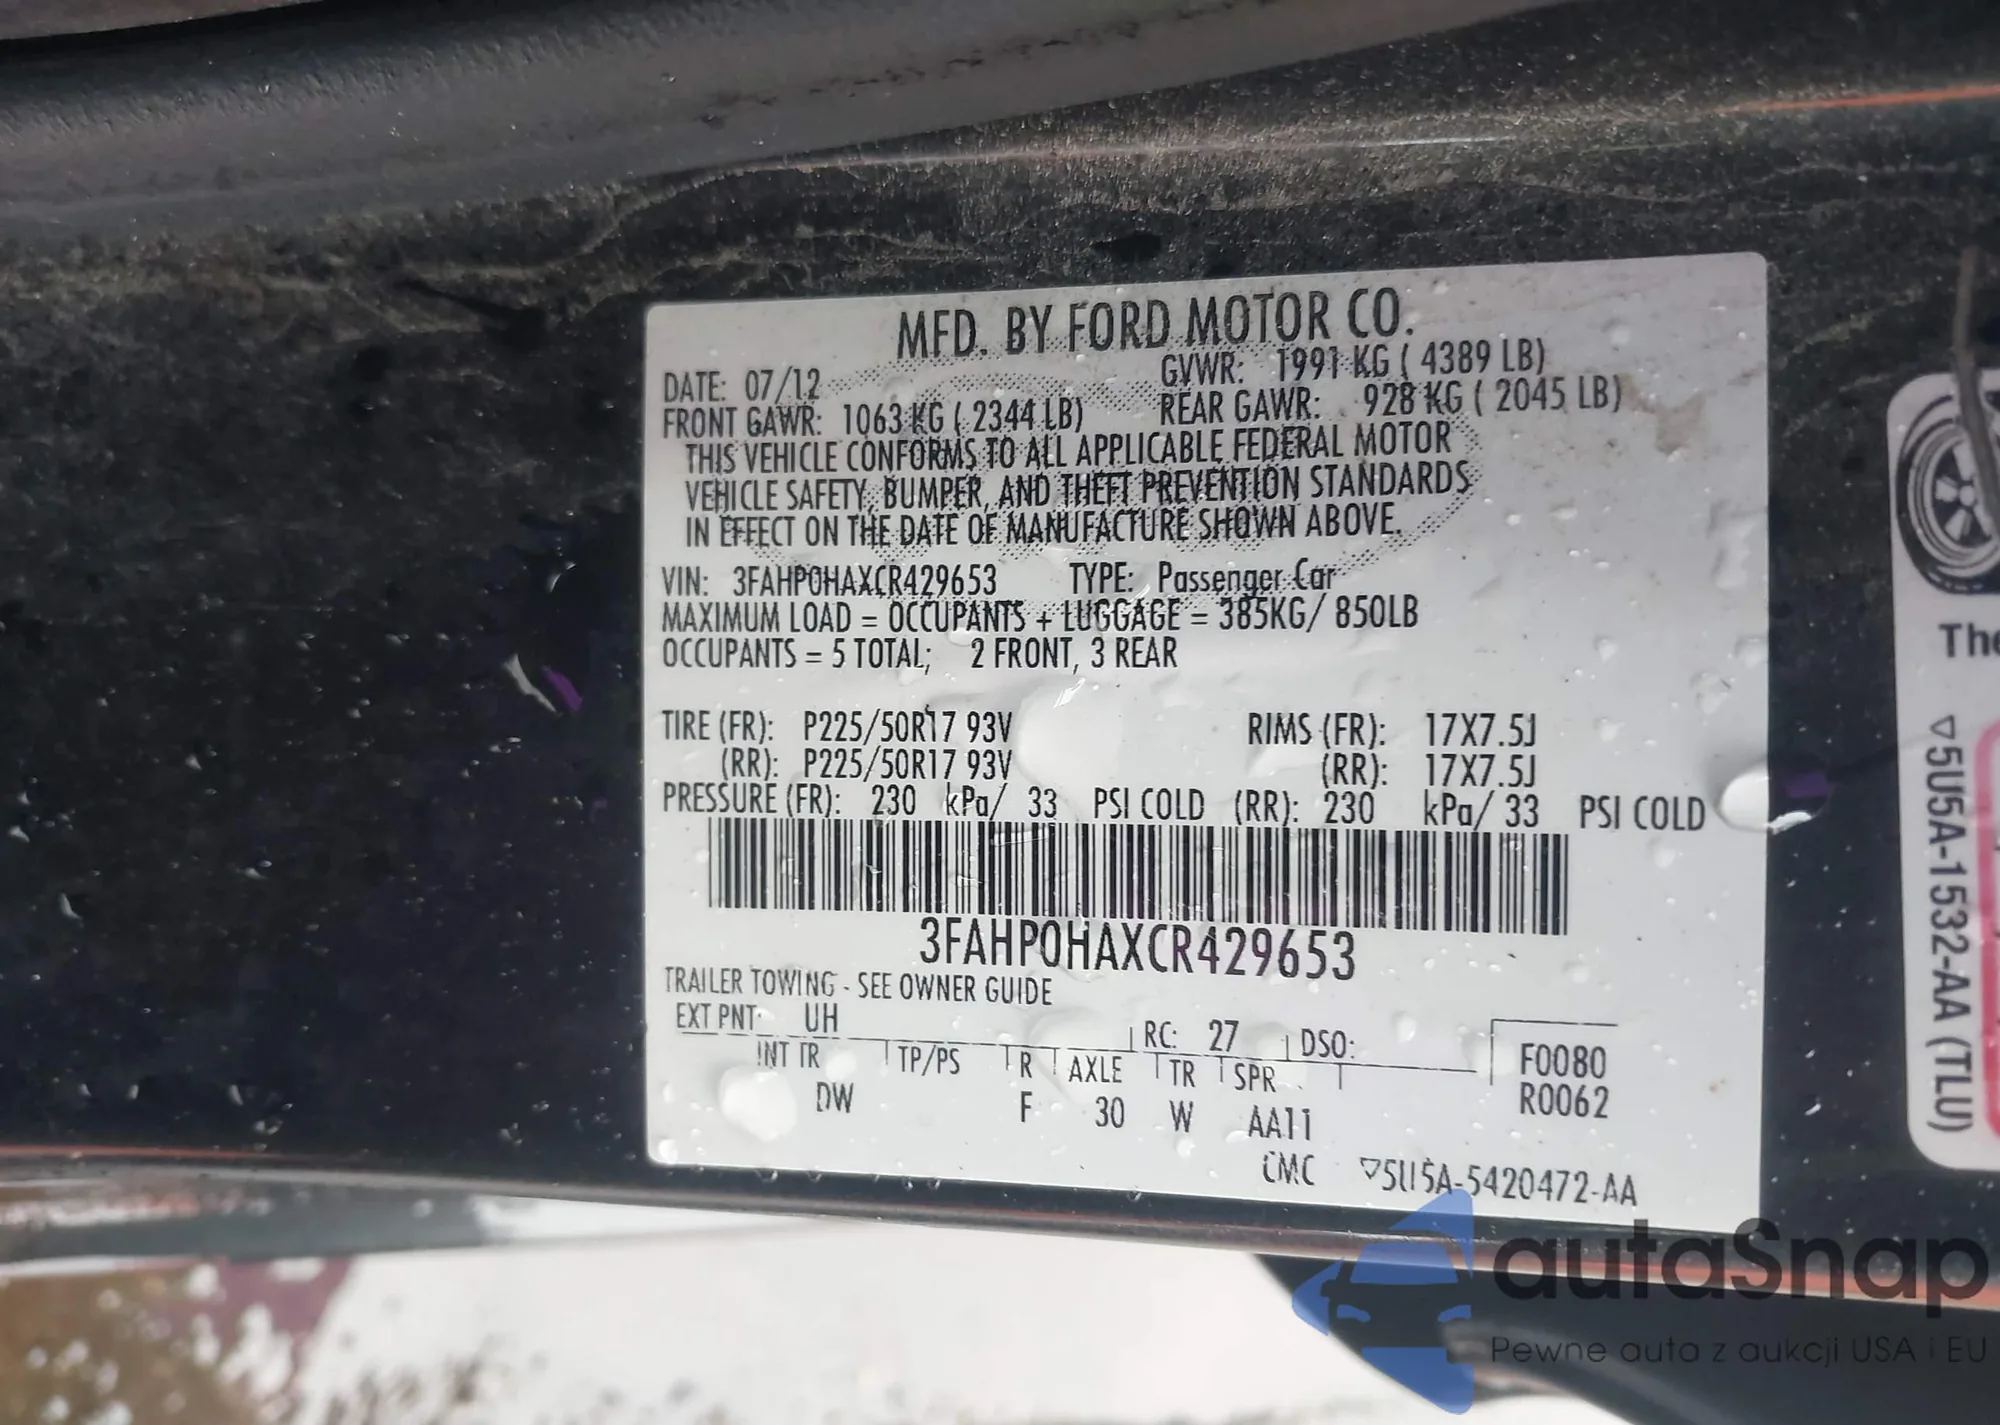 MFD. BY FORD MOTOR CO.
DATE: 07/12 GVWR: 1991 KG ( 4389 LB)
FRONT GAWR: 1063 KG ( 2344 LB) REAR GAWR: 928 KG ( 2045 LB)
THIS VEHICLE CONFORMS TO ALL APPLICABLE FEDERAL MOTOR
VEHICLE SAFETY, BUMPER, AND THEFT PREVENTION STANDARDS
IN EFFECT ON THE DATE OF MANUFACTURE SHOWN ABOVE.
VIN: 3FAHP0HAXCR429653 TYPE: Passenger Car
MAXIMUM LOAD = OCCUPANTS + LUGGAGE = 385KG/ 850LB
OCCUPANTS = 5 TOTAL; 2 FRONT, 3 REAR
TIRE (FR): P225/50R17 93V RIMS (FR): 17X7.5J
(RR): P225/50R17 93V (RR): 17X7.5J
PRESSURE (FR): 230 kPa/ 33 PSI COLD (RR): 230 kPa/ 33 PSI COLD
3FAHP0HAXCR429653
TRAILER TOWING - SEE OWNER GUIDE
EXT PNT: UH RC: 27 DSO:
INT TR TP/PS R AXLE TR SPR F0080
DW F 30 W AA11 R0062
CMC ▽5U5A-5420472-AA
The
▽5U5A-1532-AA (TLU)
autaSnap
Pewne auta z aukcji USA i EU